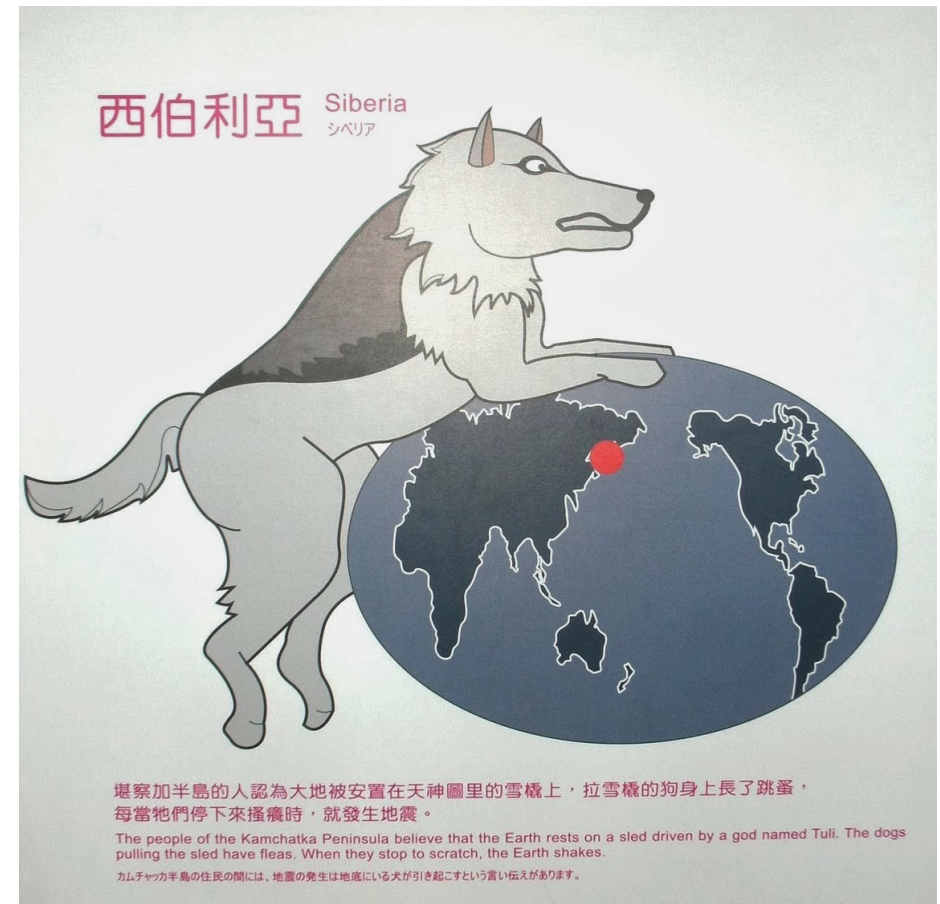 西伯利亞
Siberia
シベリア
堪察加半島的人認為大地被安置在天神圖里的雪橇上，拉雪橇的狗身上長了跳蚤，
每當牠們停下來搔癢時，就發生地震。
The people of the Kamchatka Peninsula believe that the Earth rests on a sled driven by a god named Tuli. The dogs
pulling the sled have fleas. When they stop to scratch, the Earth shakes.
カムチャッカ半島の住民の間には、地震の発生は地底にいる犬が引き起こすという言い伝えがあります。